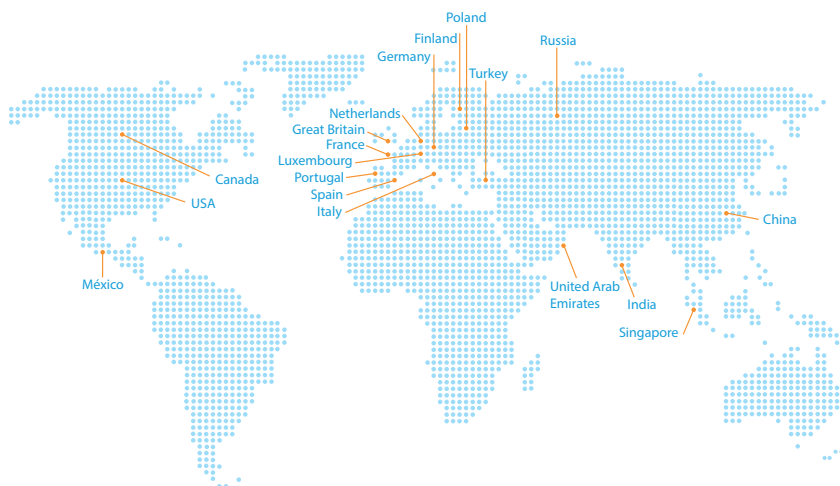 Poland
Finland
Russia
Germany
Turkey
Netherlands
Great Britain
France
Luxembourg
Portugal
Canada
Spain
USA
Italy
China
México
United Arab
Emirates
India
Singapore